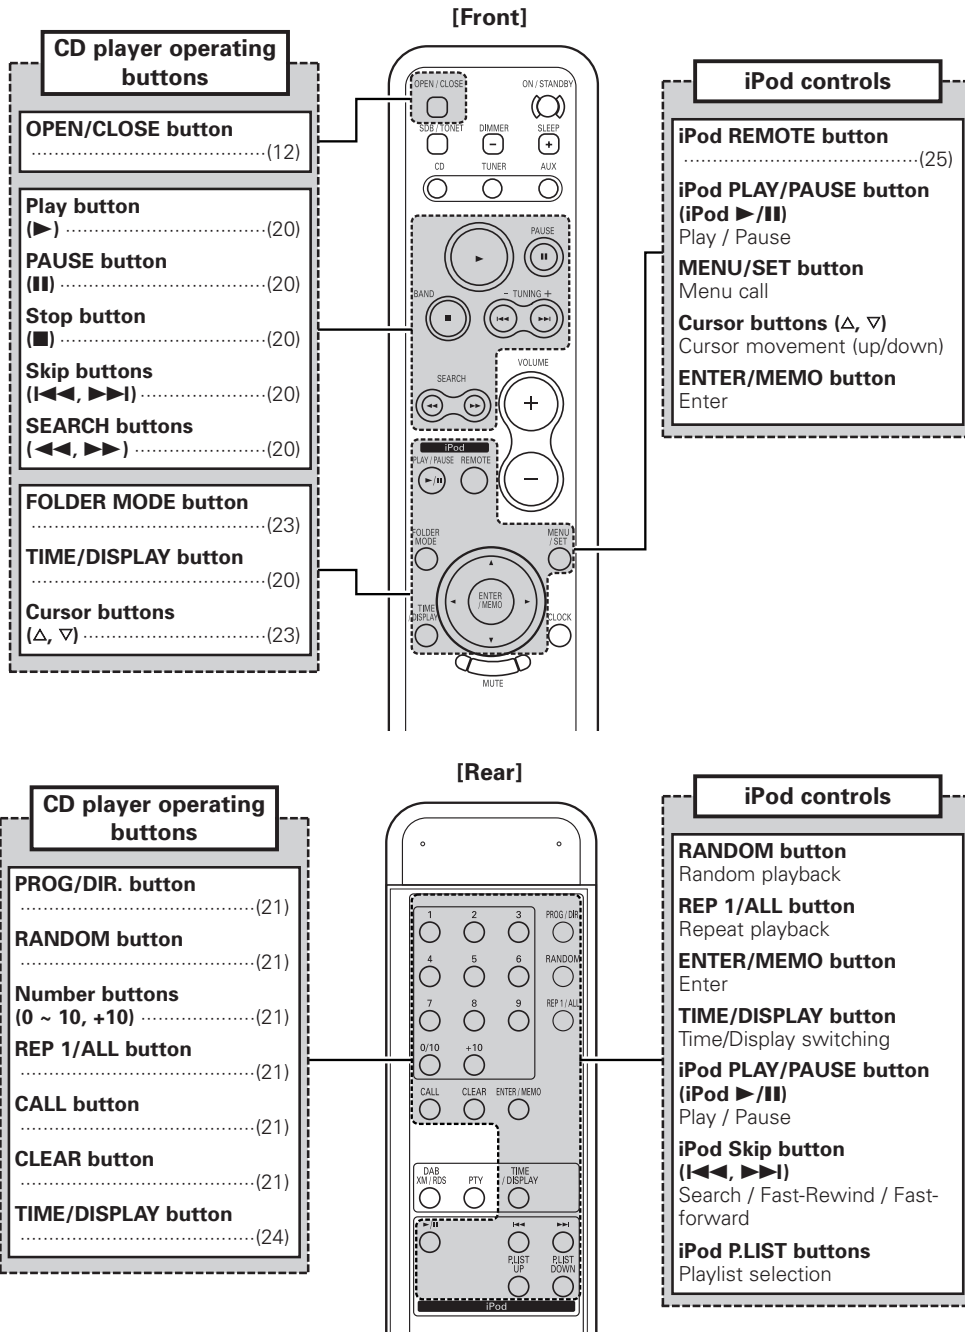 [Front]
CD player operating
buttons
OPEN/CLOSE button
(12)
Play button
(►) (20)
PAUSE button
(II) (20)
Stop button
(■) (20)
Skip buttons
(I◄◄, ►►I) (20)
SEARCH buttons
(◄◄, ►►) (20)
FOLDER MODE button
(23)
TIME/DISPLAY button
(20)
Cursor buttons
(△, ▽) (23)
OPEN / CLOSE
ON / STANDBY
SDB / TONE
DIMMER
SLEEP
CD
TUNER
AUX
PAUSE
BAND
– TUNING +
VOLUME
SEARCH
iPod
PLAY / PAUSE
REMOTE
FOLDER
MODE
MENU
/ SET
ENTER
/ MEMO
TIME
/DISPLAY
CLOCK
MUTE
iPod controls
iPod REMOTE button
(25)
iPod PLAY/PAUSE button
(iPod ►/II)
Play / Pause
MENU/SET button
Menu call
Cursor buttons (△, ▽)
Cursor movement (up/down)
ENTER/MEMO button
Enter
[Rear]
CD player operating
buttons
PROG/DIR. button
(21)
RANDOM button
(21)
Number buttons
(0 ~ 10, +10) (21)
REP 1/ALL button
(21)
CALL button
(21)
CLEAR button
(21)
TIME/DISPLAY button
(24)
1 2 3 PROG / DIR
4 5 6 RANDOM
7 8 9 REP 1 / ALL
0/10 +10
CALL CLEAR ENTER / MEMO
DAB
XM / RDS
PTY
TIME
/ DISPLAY
►/II I◄◄ ►►I
P.LIST
UP
P.LIST
DOWN
iPod
iPod controls
RANDOM button
Random playback
REP 1/ALL button
Repeat playback
ENTER/MEMO button
Enter
TIME/DISPLAY button
Time/Display switching
iPod PLAY/PAUSE button
(iPod ►/II)
Play / Pause
iPod Skip button
(I◄◄, ►►I)
Search / Fast-Rewind / Fast-
forward
iPod P.LIST buttons
Playlist selection